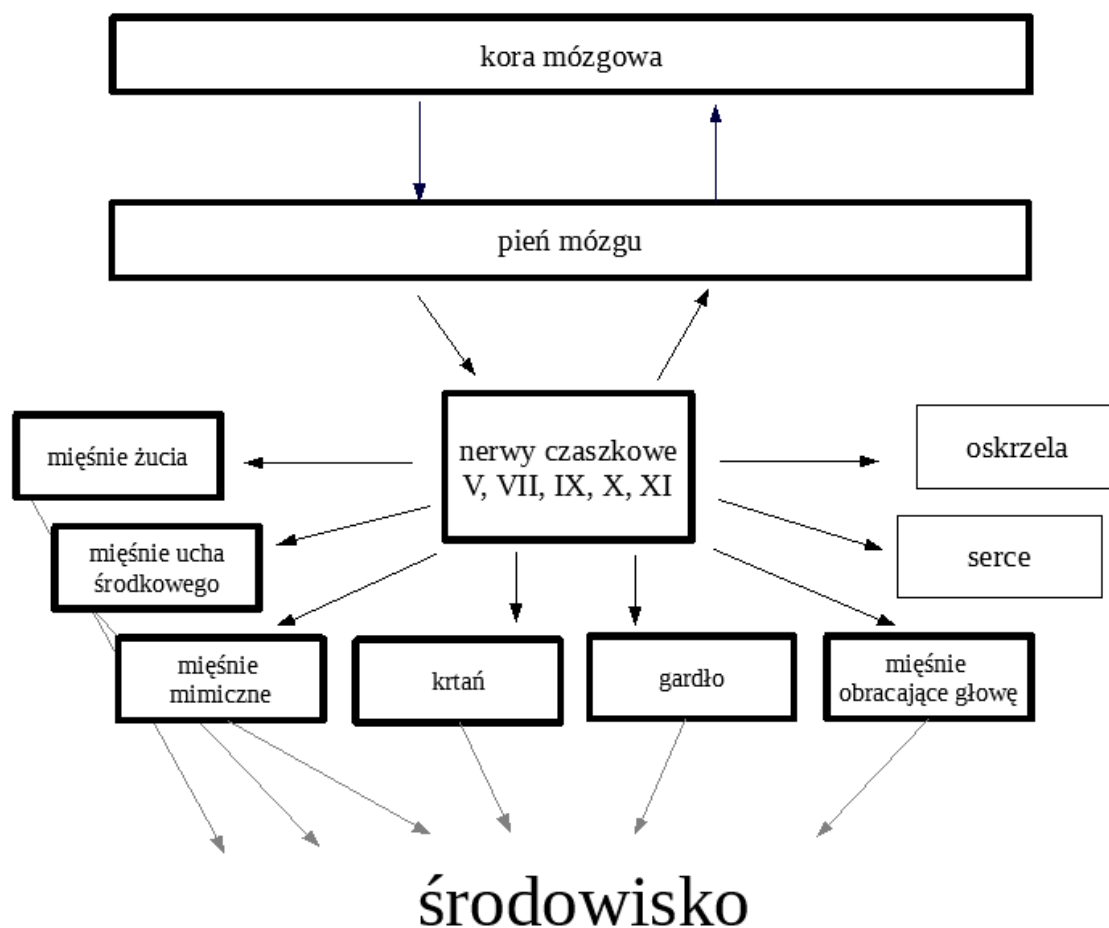 kora mózgowa
pień mózgu
nerwy czaszkowe
V, VII, IX, X, XI
mięśnie żucia
oskrzela
mięśnie ucha
środkowego
serce
mięśnie
mimiczne
krtań
gardło
mięśnie
obracające głowę
środowisko